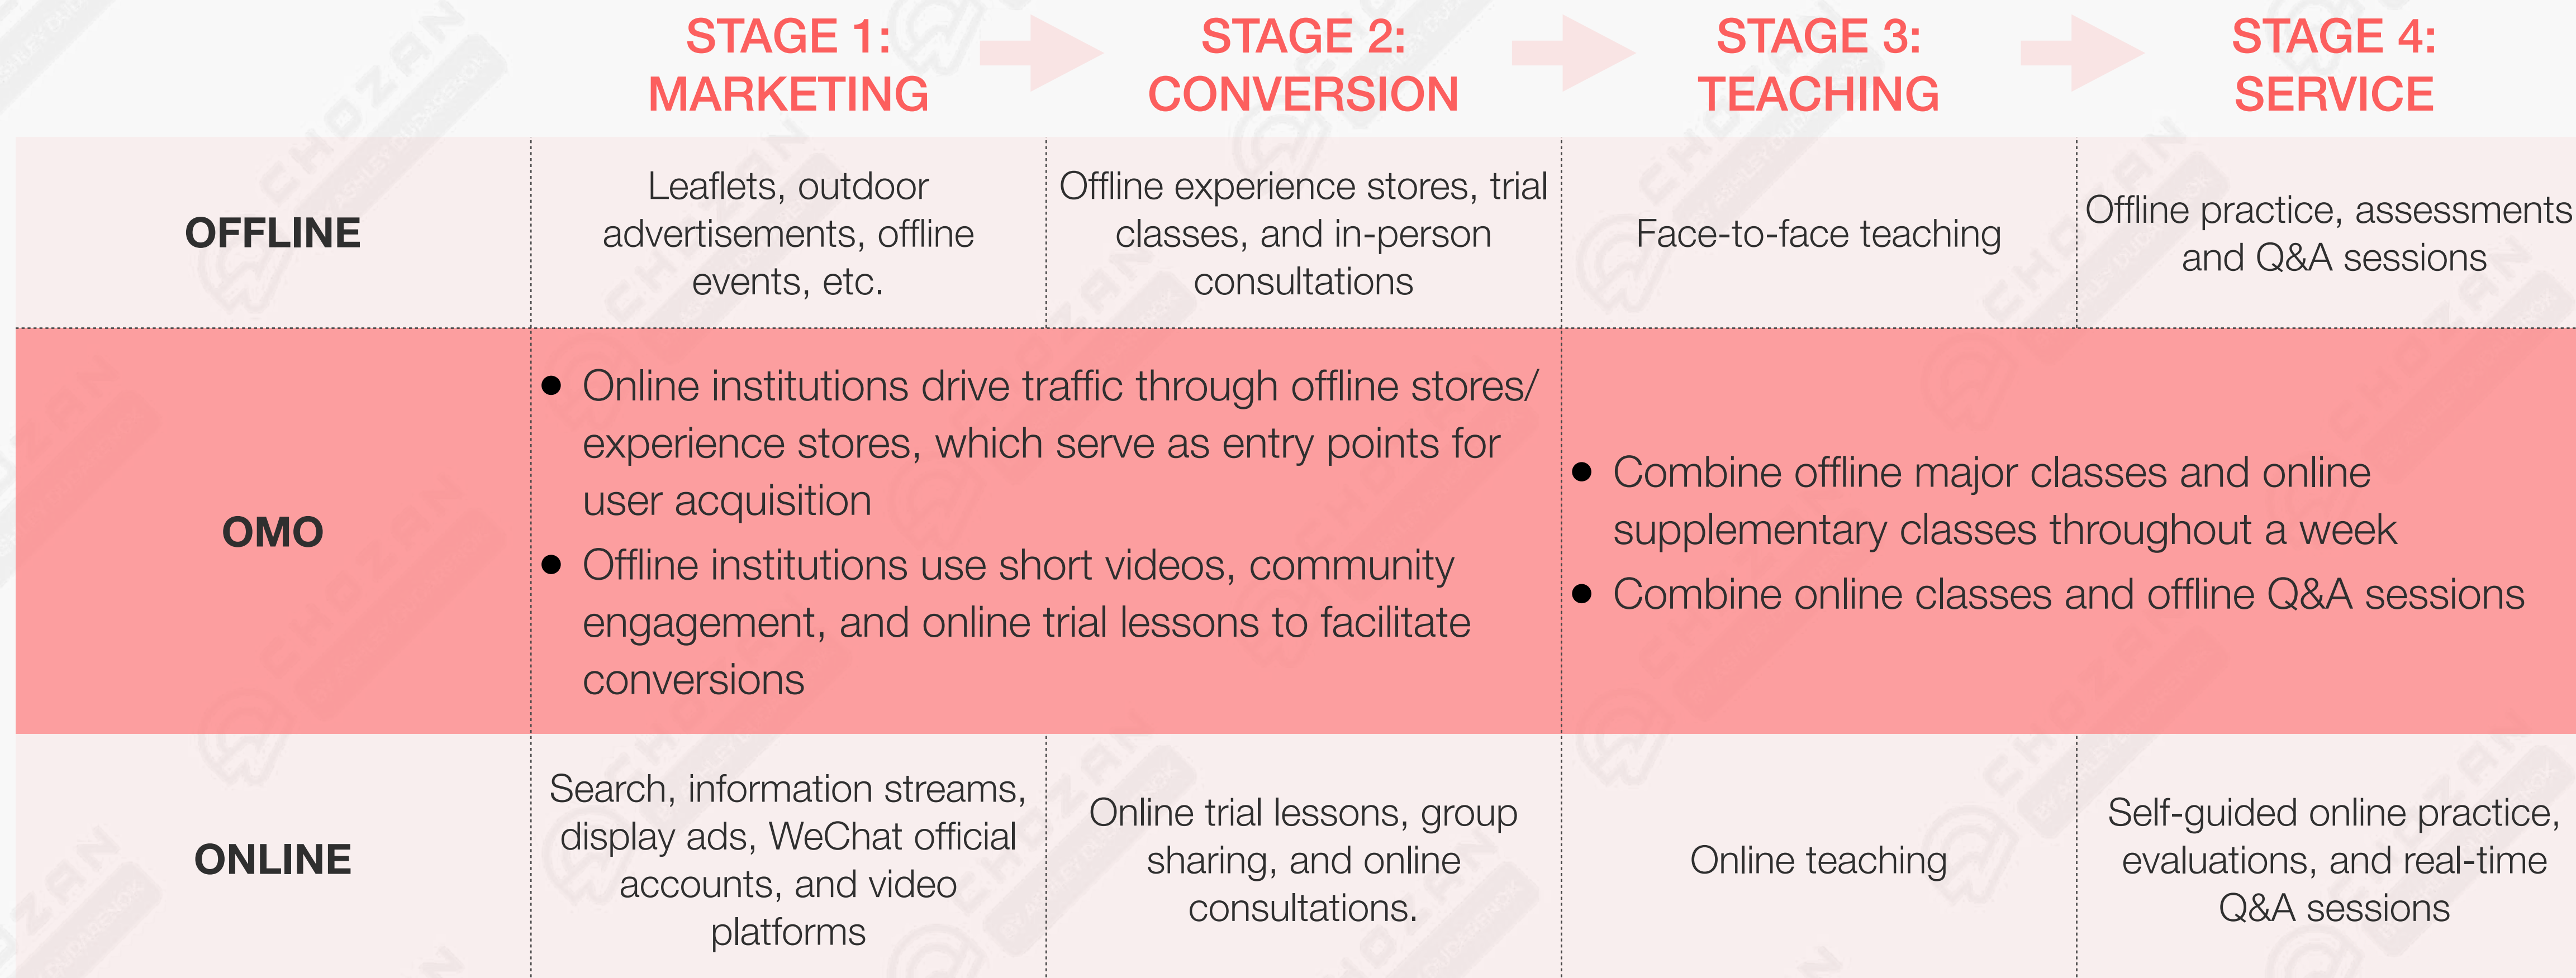 STAGE 1:
MARKETING
STAGE 2:
CONVERSION
STAGE 3:
TEACHING
STAGE 4:
SERVICE
OFFLINE
Leaflets, outdoor
advertisements, offline
events, etc.
Offline experience stores, trial
classes, and in-person
consultations
Face-to-face teaching
Offline practice, assessments
and Q&A sessions
OMO
● Online institutions drive traffic through offline stores/
experience stores, which serve as entry points for
user acquisition
● Offline institutions use short videos, community
engagement, and online trial lessons to facilitate
conversions
● Combine offline major classes and online
supplementary classes throughout a week
● Combine online classes and offline Q&A sessions
ONLINE
Search, information streams,
display ads, WeChat official
accounts, and video
platforms
Online trial lessons, group
sharing, and online
consultations.
Online teaching
Self-guided online practice,
evaluations, and real-time
Q&A sessions
CHOZAN
BY ASHLEY DUDARENOK